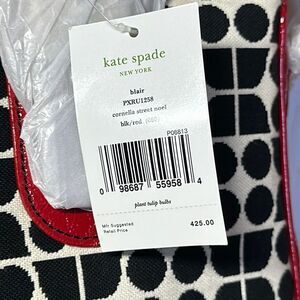 kate spade
NEW YORK
blair
PXRU1258
cornelia street noel
blk/red
P06813
0 98687 55958 4
plant tulip bulbs
Mfr Suggested
Retail Price
425.00